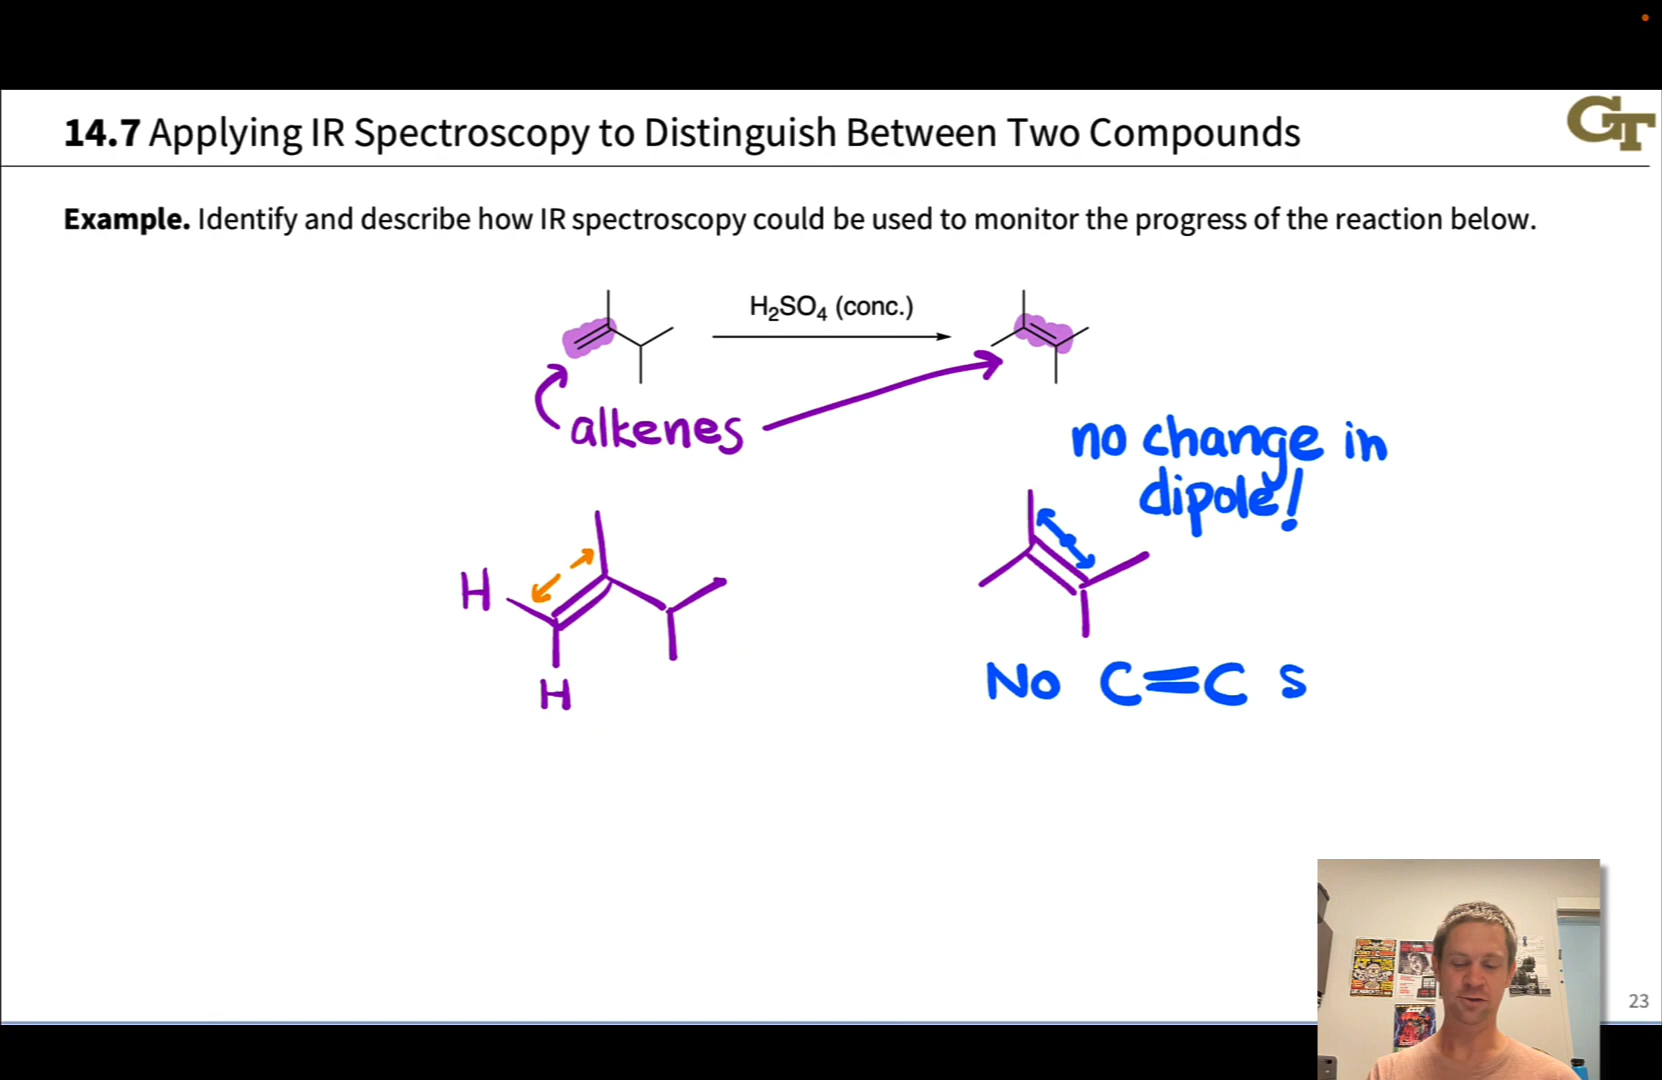 GT
14.7 Applying IR Spectroscopy to Distinguish Between Two Compounds
Example. Identify and describe how IR spectroscopy could be used to monitor the progress of the reaction below.
H₂SO₄ (conc.)
alkenes
no change in
dipole!
H
H
No C=C s
23